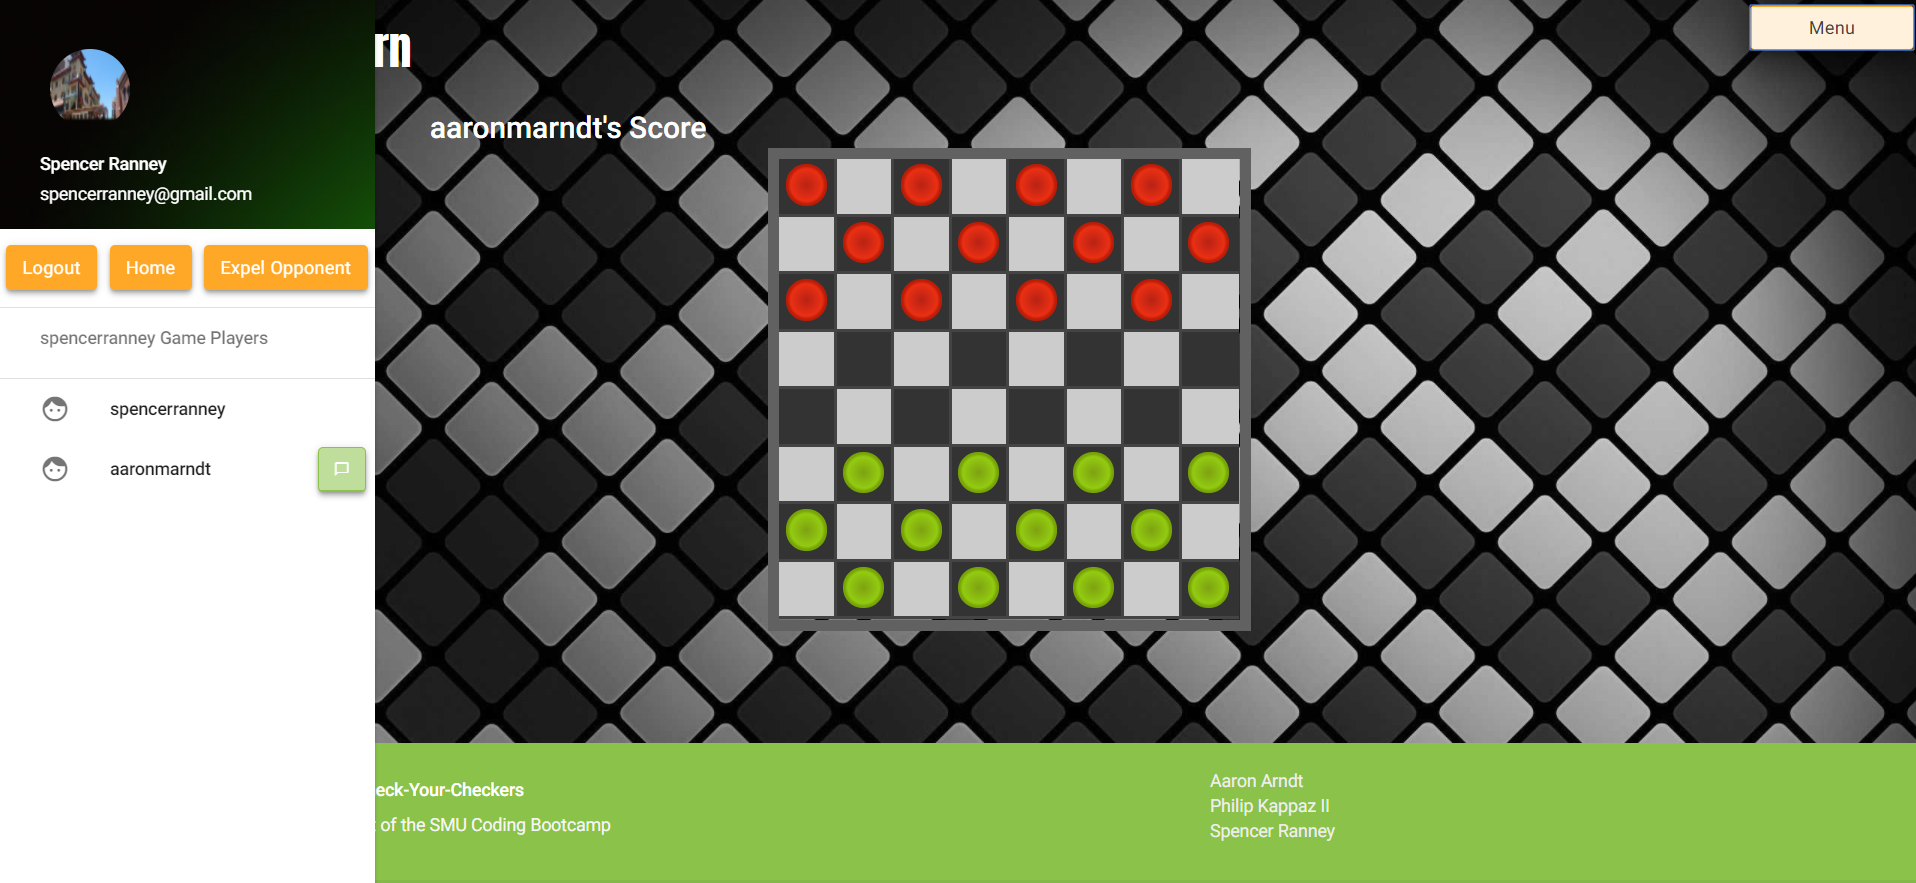 Spencer Ranney
spencerranney@gmail.com
Logout
Home
Expel Opponent
spencerranney Game Players
spencerranney
aaronmarndt
rn
Menu
aaronmarndt's Score
eck-Your-Checkers
of the SMU Coding Bootcamp
Aaron Arndt
Philip Kappaz II
Spencer Ranney